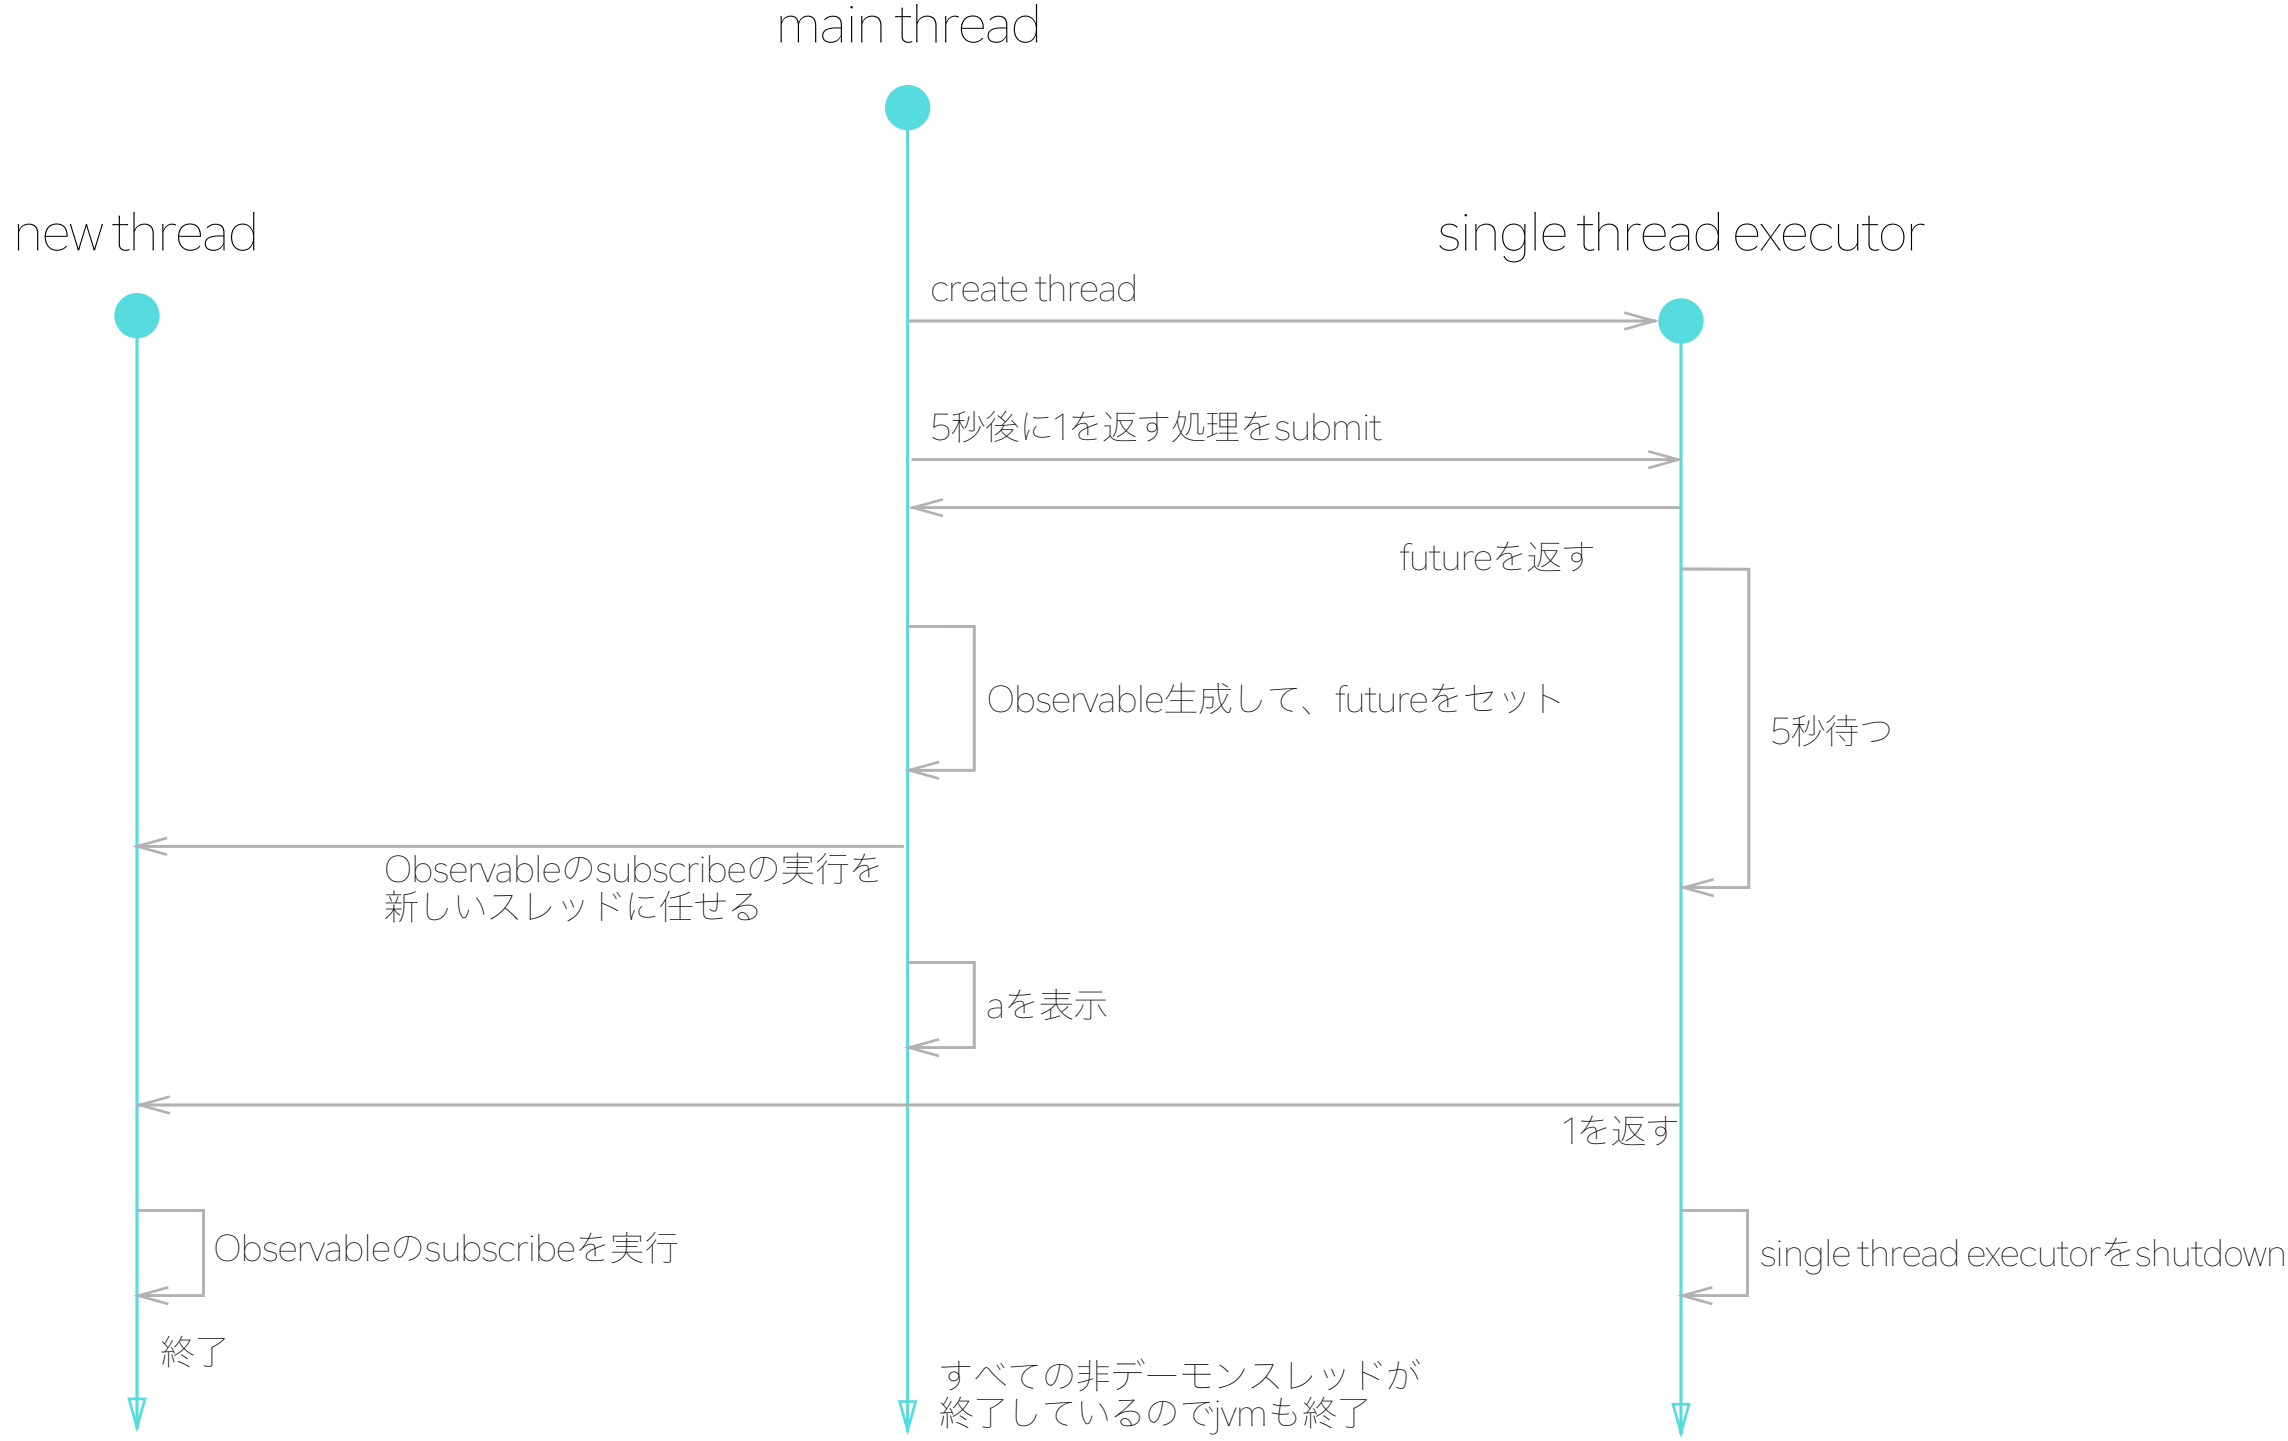 main thread
new thread
single thread executor
create thread
5秒後に1を返す処理をsubmit
futureを返す
Observable生成して、futureをセット
5秒待つ
Observableのsubscribeの実行を
新しいスレッドに任せる
aを表示
1を返す
Observableのsubscribeを実行
single thread executorをshutdown
終了
すべての非デーモンスレッドが
終了しているのでjvmも終了